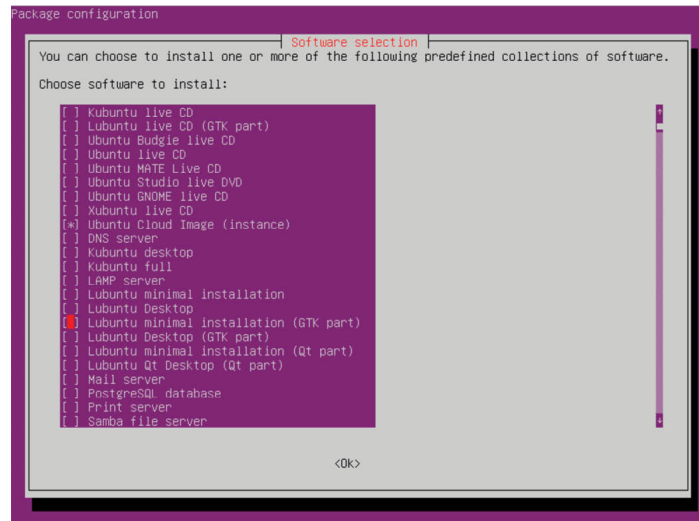 Package configuration
Software selection
You can choose to install one or more of the following predefined collections of software.
Choose software to install:
[ ] Kubuntu live CD
[ ] Lubuntu live CD (GTK part)
[ ] Ubuntu Budgie live CD
[ ] Ubuntu live CD
[ ] Ubuntu MATE Live CD
[ ] Ubuntu Studio live DVD
[ ] Ubuntu GNOME live CD
[ ] Xubuntu live CD
[*] Ubuntu Cloud Image (instance)
[ ] DNS server
[ ] Kubuntu desktop
[ ] Kubuntu full
[ ] LAMP server
[ ] Lubuntu minimal installation
[ ] Lubuntu Desktop
[ ] Lubuntu minimal installation (GTK part)
[ ] Lubuntu Desktop (GTK part)
[ ] Lubuntu minimal installation (Qt part)
[ ] Lubuntu Qt Desktop (Qt part)
[ ] Mail server
[ ] PostgreSQL database
[ ] Print server
[ ] Samba file server
<Ok>